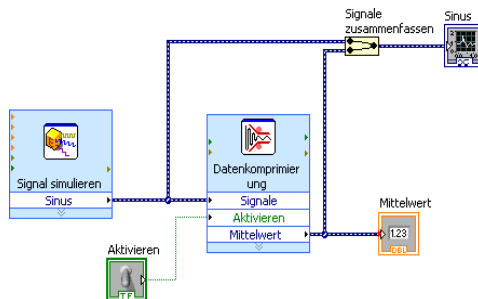 Signale
zusammenfassen
Sinus
Signal simulieren
Sinus
Datenkomprimier
ung
Signale
Aktivieren
Mittelwert
Mittelwert
1.23
DBL
Aktivieren
TF